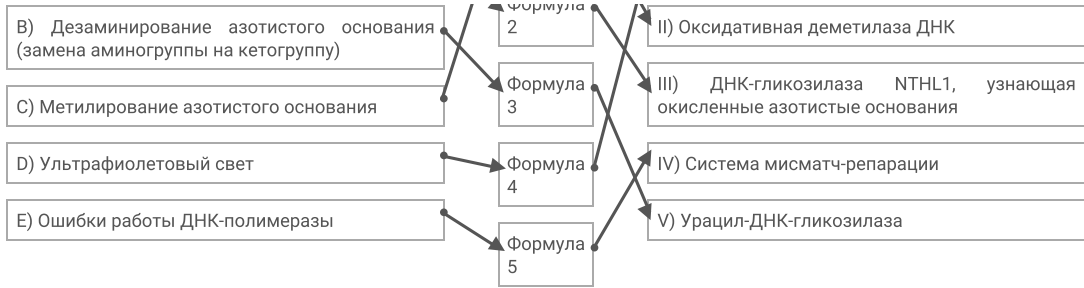 B) Дезаминирование азотистого основания
(замена аминогруппы на кетогруппу)
C) Метилирование азотистого основания
D) Ультрафиолетовый свет
E) Ошибки работы ДНК-полимеразы
Формула
2
Формула
3
Формула
4
Формула
5
II) Оксидативная деметилаза ДНК
III) ДНК-гликозилаза NTHL1, узнающая
окисленные азотистые основания
IV) Система мисматч-репарации
V) Урацил-ДНК-гликозилаза